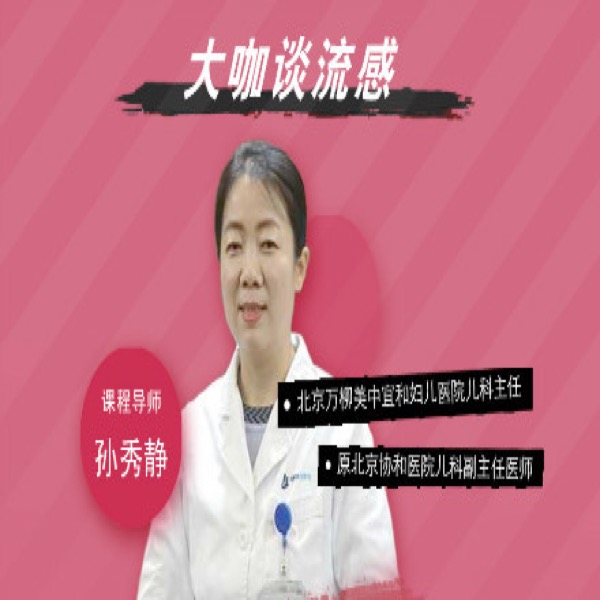 大咖谈流感
课程导师
孙秀静
北京万柳美中宜和妇儿医院儿科主任
原北京协和医院儿科副主任医师